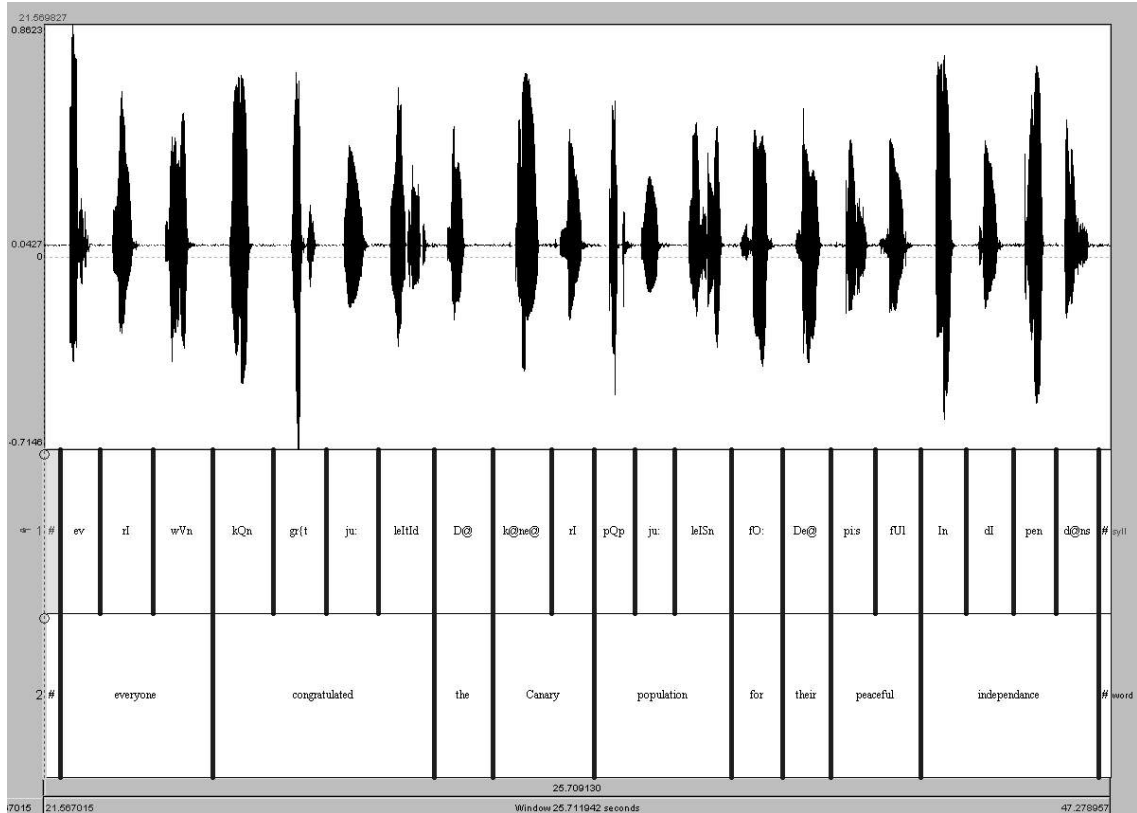 21.569827
0.8623
0.0427
0
-0.7146
1 # ev rI wVn kQn gr{t ju: leItId D@ k@ne@ rI pQp ju: leISn fO: De@ pi:s fUl In dI pen d@ns # syll
2 # everyone congratulated the Canary population for their peaceful independance # word
25.709130
7015 21.567015 Window 25.711942 seconds 47.278957